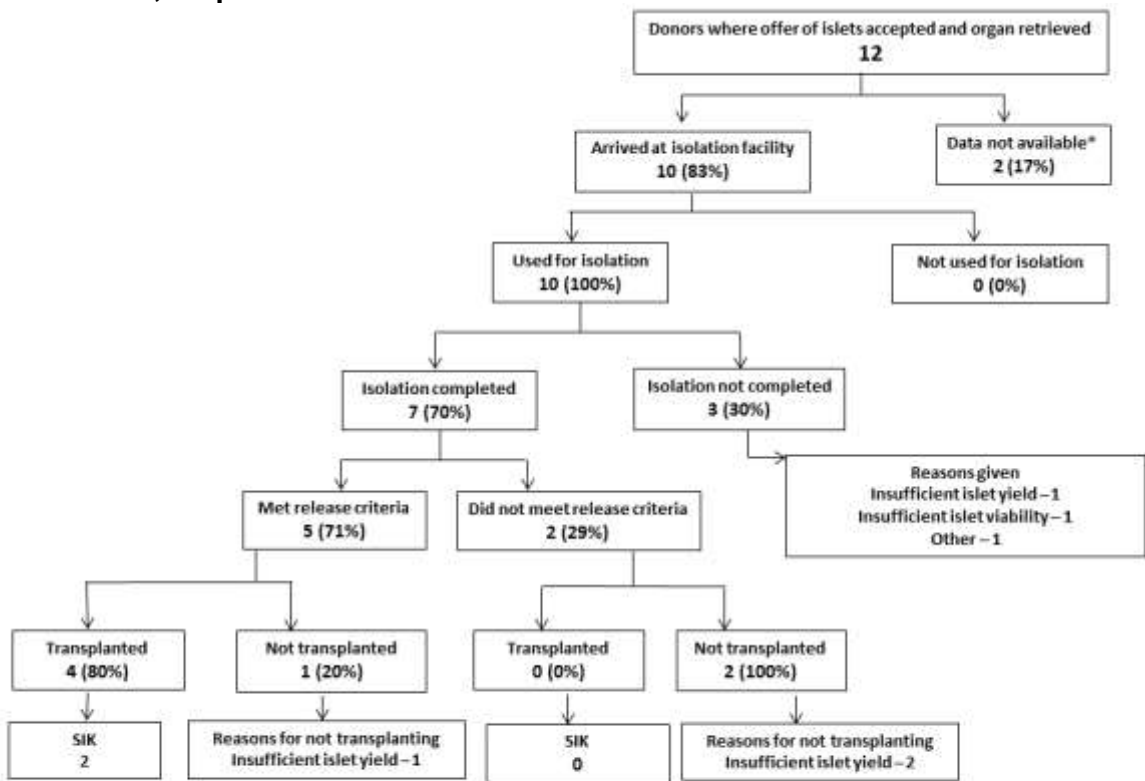 Donors where offer of islets accepted and organ retrieved
12
Arrived at isolation facility
10 (83%)
Data not available*
2 (17%)
Used for isolation
10 (100%)
Not used for isolation
0 (0%)
Isolation completed
7 (70%)
Isolation not completed
3 (30%)
Reasons given
Insufficient islet yield – 1
Insufficient islet viability – 1
Other – 1
Met release criteria
5 (71%)
Did not meet release criteria
2 (29%)
Transplanted
4 (80%)
Not transplanted
1 (20%)
Transplanted
0 (0%)
Not transplanted
2 (100%)
SIK
2
Reasons for not transplanting
Insufficient islet yield – 1
SIK
0
Reasons for not transplanting
Insufficient islet yield – 2